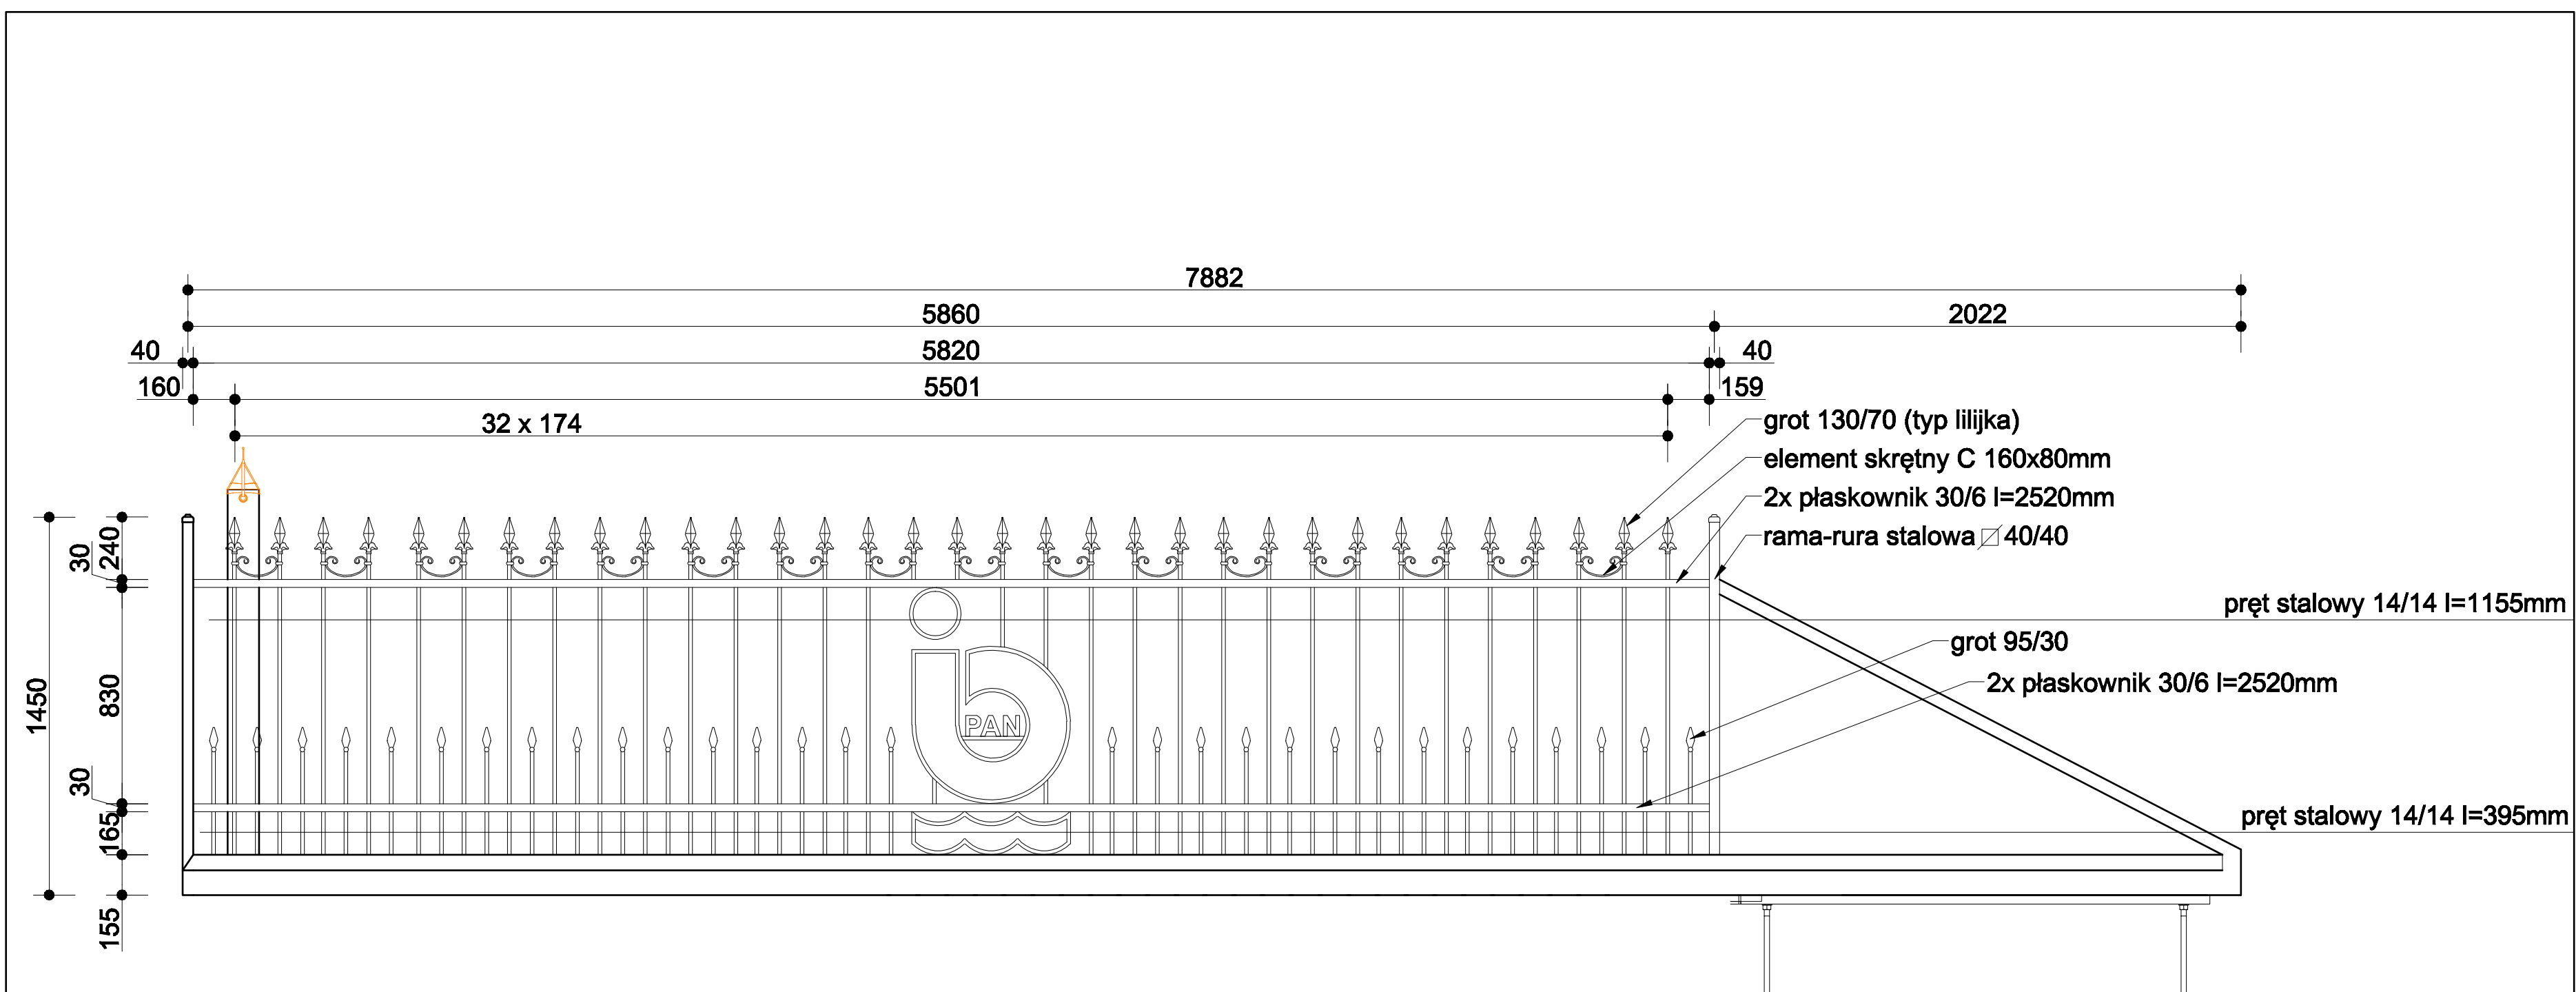 7882
5860 2022
40 5820 40
160 5501 159
32 x 174
grot 130/70 (typ lilijka)
element skrętny C 160x80mm
2x płaskownik 30/6 l=2520mm
rama-rura stalowa 40/40
240
30
pręt stalowy 14/14 l=1155mm
grot 95/30
2x płaskownik 30/6 l=2520mm
1450
830
PAN
30
165
pręt stalowy 14/14 l=395mm
155